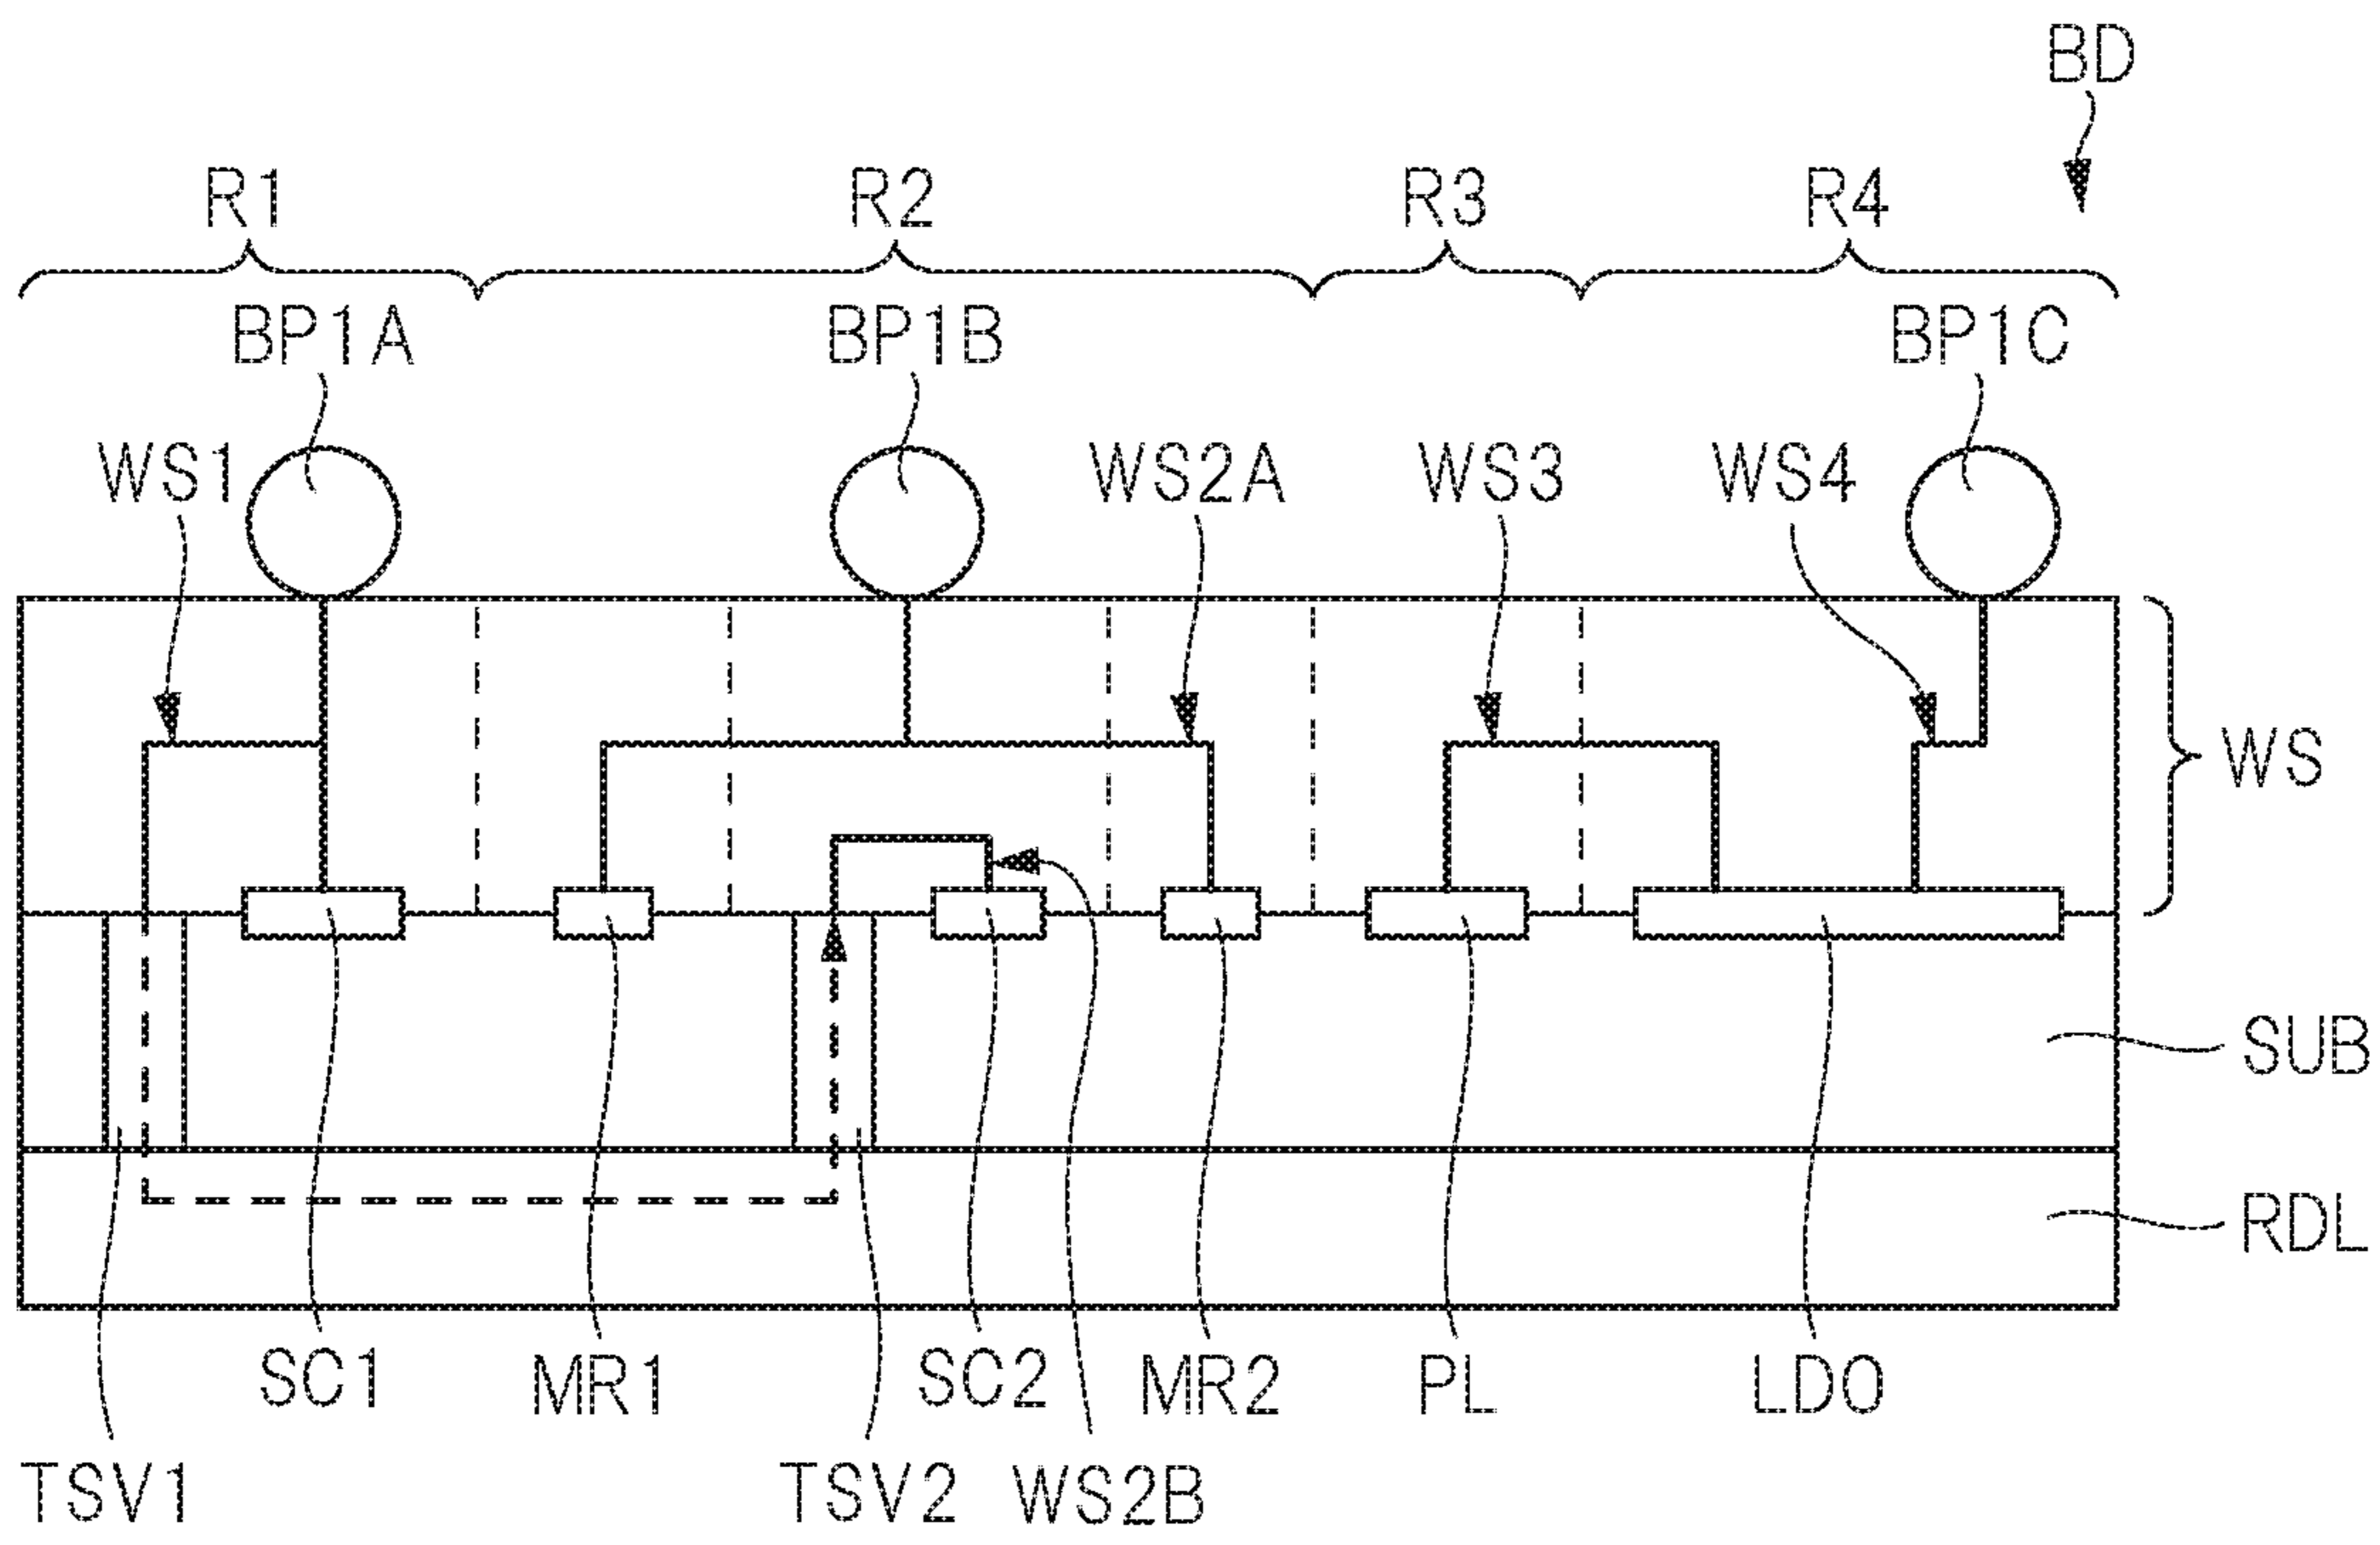 BD
R1 R2 R3 R4
BP1A BP1B BP1C
WS1 WS2A WS3 WS4
WS
SUB
RDL
SC1 MR1 SC2 MR2 PL LDO
TSV1 TSV2 WS2B